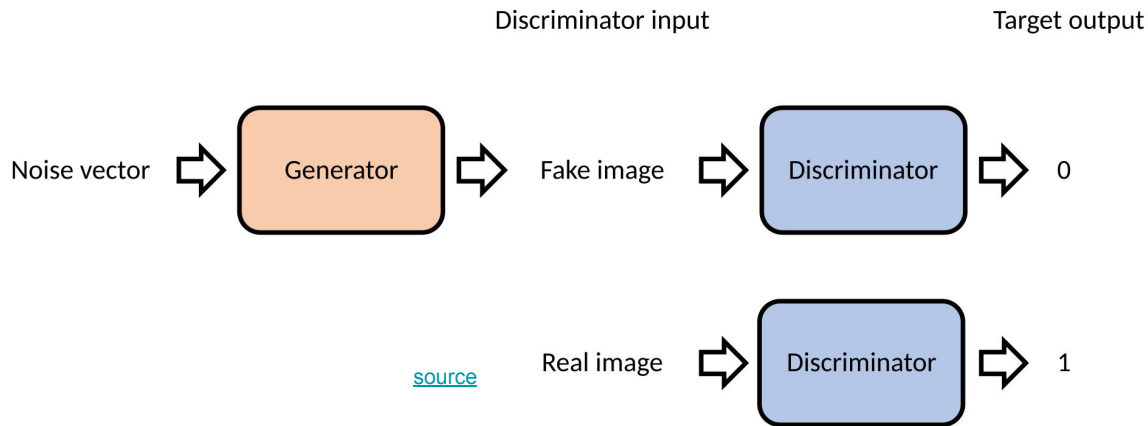 Discriminator input Target output
Noise vector Generator Fake image Discriminator 0
Real image Discriminator 1
source